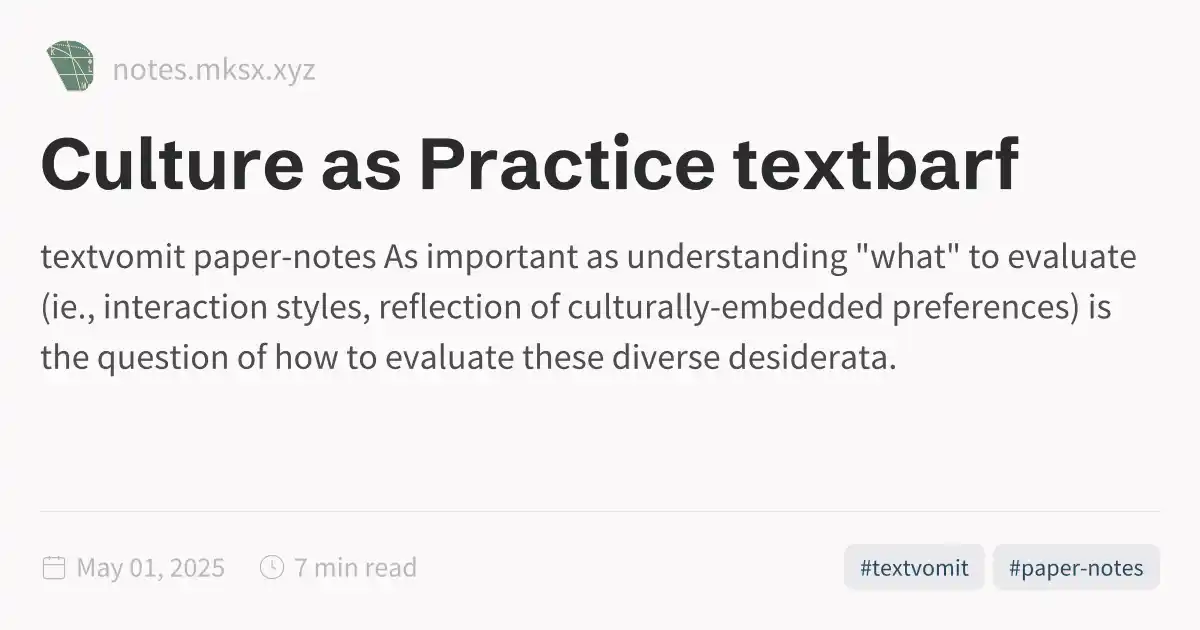 notes.mksx.xyz
Culture as Practice textbarf
textvomit paper-notes As important as understanding "what" to evaluate
(ie., interaction styles, reflection of culturally-embedded preferences) is
the question of how to evaluate these diverse desiderata.
May 01, 2025 7 min read #textvomit #paper-notes